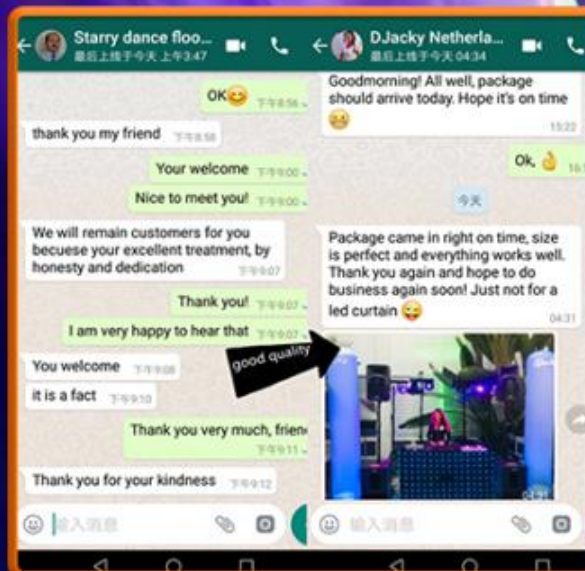 Starry dance floo...
最后上线于今天 上午3:47
OK😊 下午8:56
thank you my friend 下午8:58
Your welcome 下午9:00
Nice to meet you! 下午9:00
We will remain customers for you
becuese your excellent treatment, by
honesty and dedication 下午9:07
Thank you! 下午9:07
I am very happy to hear that 下午9:07
You welcome 下午9:08
it is a fact 下午9:10
Thank you very much, frien
下午9:11
Thank you for your kindness 下午9:12
输入消息
DJacky Netherla...
最后上线于今天 04:34
Goodmorning! All well, package
should arrive today. Hope it's on time
😁 15:22
Ok, 👌
今天
Package came in right on time, size
is perfect and everything works well.
Thank you again and hope to do
business again soon! Just not for a
led curtain 😜 04:31
good quality
04:31
输入消息